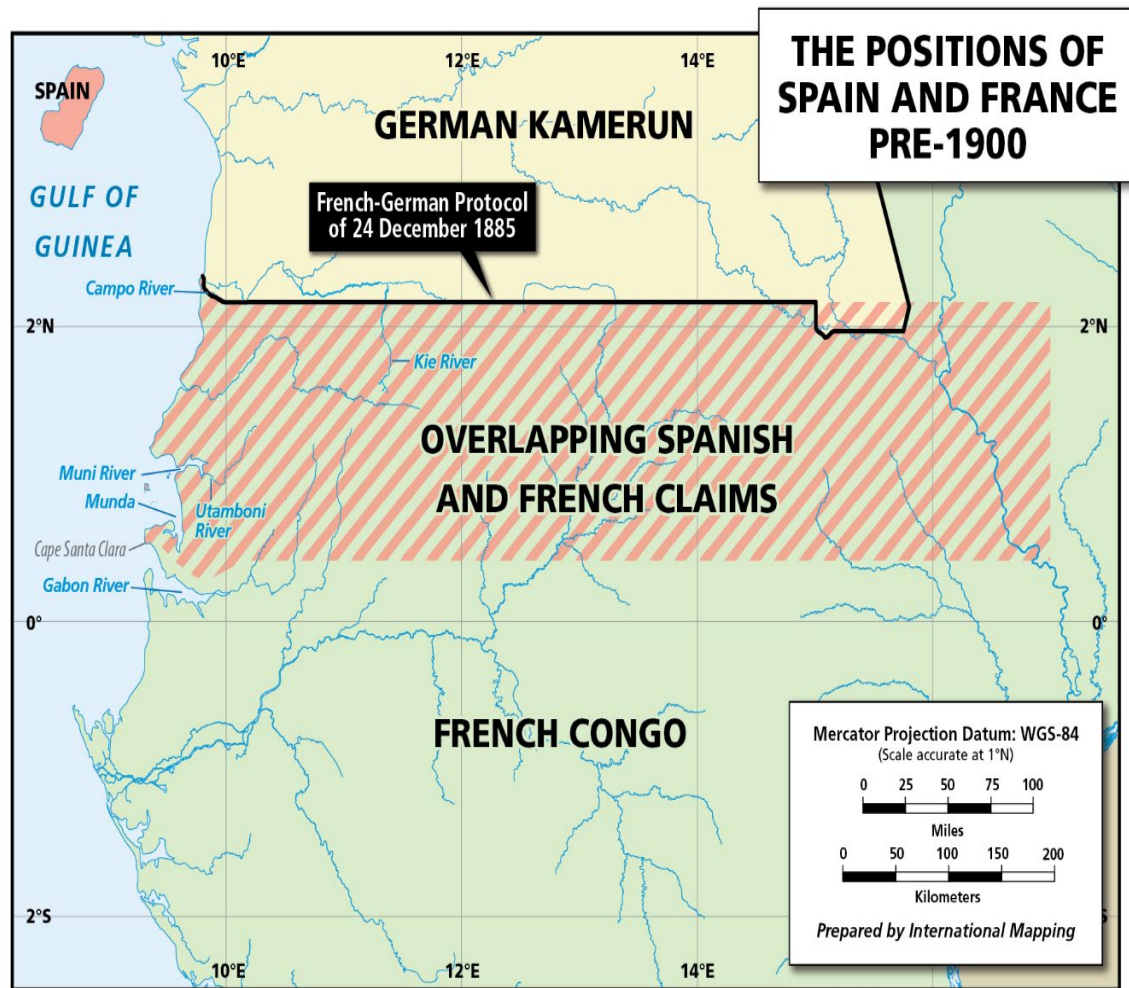 THE POSITIONS OF
SPAIN AND FRANCE
PRE-1900
10°E
12°E
14°E
SPAIN
GERMAN KAMERUN
GULF OF
GUINEA
French-German Protocol
of 24 December 1885
Campo River
2°N
2°N
Kie River
OVERLAPPING SPANISH
AND FRENCH CLAIMS
Muni River
Munda
Utamboni
River
Cape Santa Clara
Gabon River
0°
0°
FRENCH CONGO
Mercator Projection Datum: WGS-84
(Scale accurate at 1°N)
0 25 50 75 100
Miles
0 50 100 150 200
Kilometers
Prepared by International Mapping
2°S
10°E
12°E
14°E